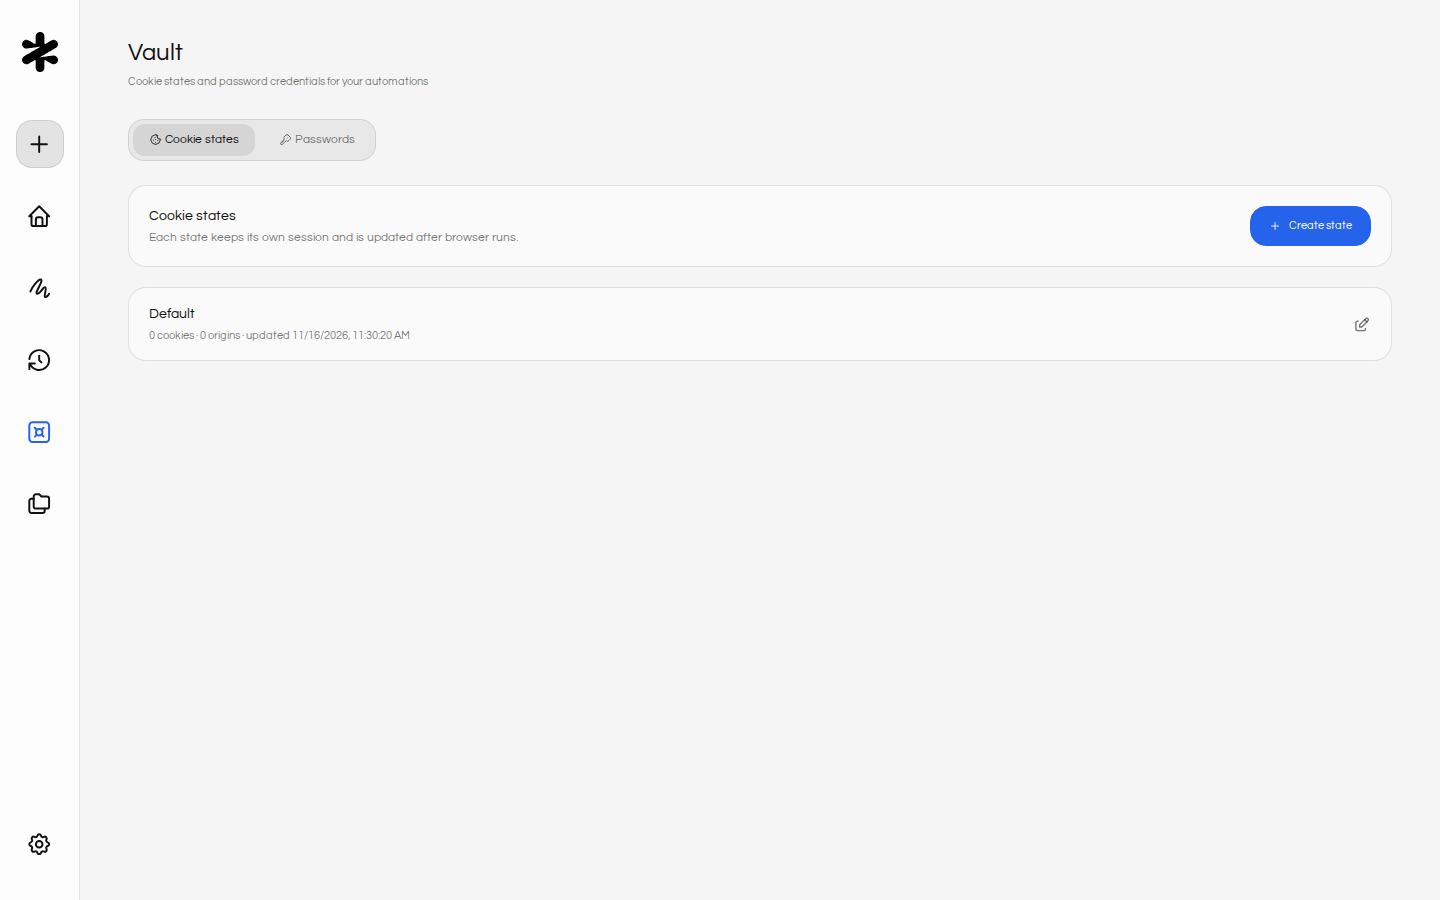 Vault
Cookie states and password credentials for your automations
Cookie states
Passwords
Cookie states
Each state keeps its own session and is updated after browser runs.
Create state
Default
0 cookies · 0 origins · updated 11/16/2026, 11:30:20 AM